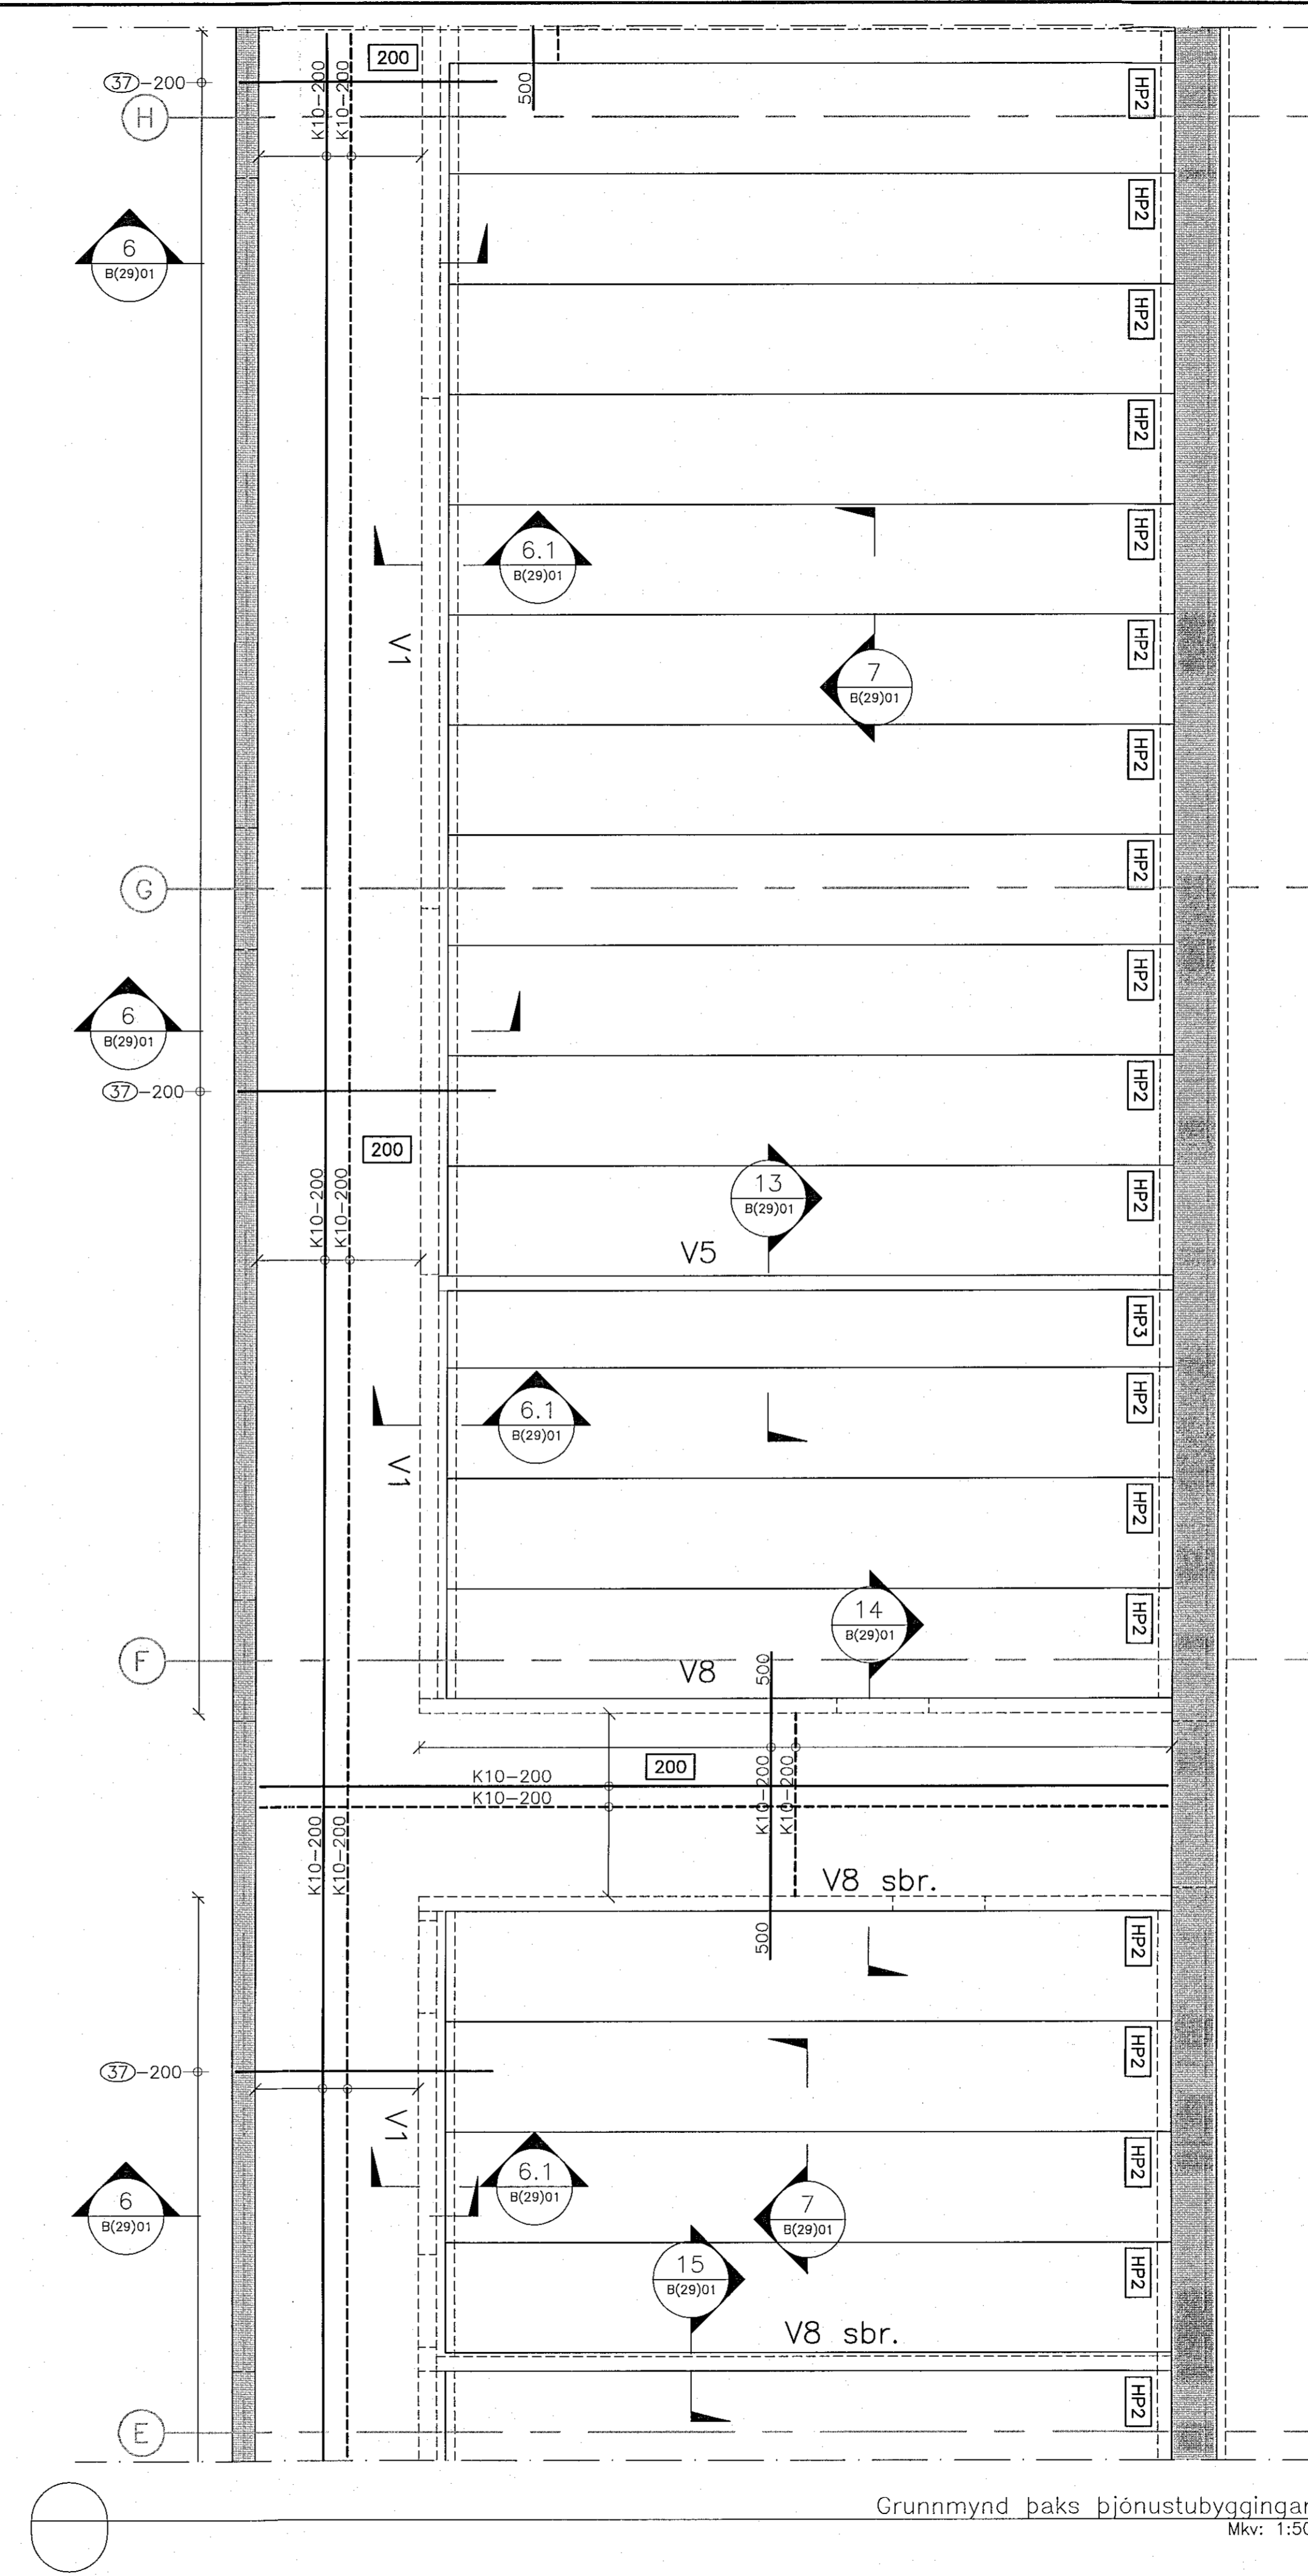 200
37-200
K10-200
K10-200
500
HP2
H
HP2
6
B(29)01
HP2
HP2
HP2
6.1
B(29)01
V1
HP2
7
B(29)01
HP2
HP2
G
HP2
6
B(29)01
37-200
HP2
200
K10-200
K10-200
13
B(29)01
HP2
V5
HP3
6.1
B(29)01
HP2
V1
HP2
14
B(29)01
HP2
F
V8
500
200
K10-200
K10-200
K10-200
K10-200
K10-200
K10-200
V8 sbr.
500
HP2
HP2
37-200
V1
6.1
B(29)01
HP2
6
B(29)01
7
B(29)01
15
B(29)01
HP2
V8 sbr.
HP2
E
Grunnmynd þaks þjónustubyggingar
Mkv: 1:50